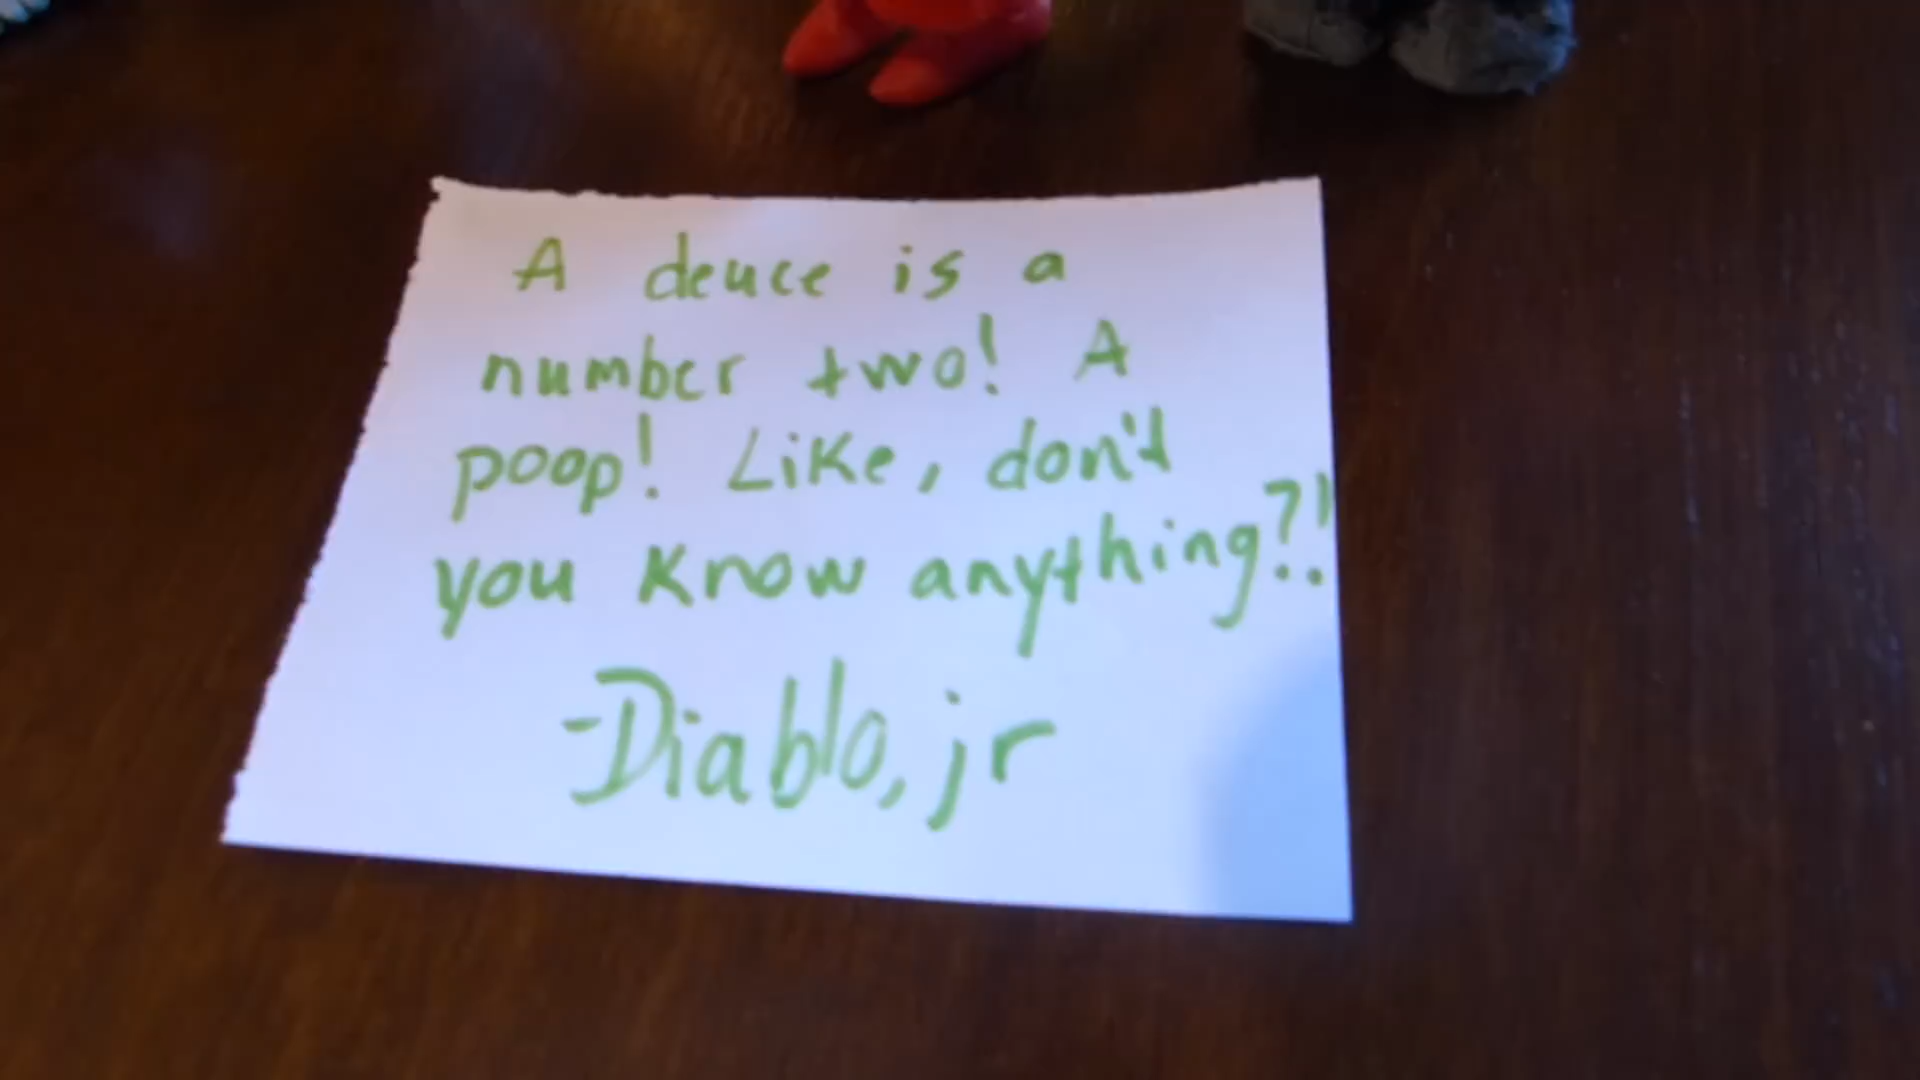 A deuce is a
number two! A
poop! Like, don't
you know anything?!
-Diablo, jr